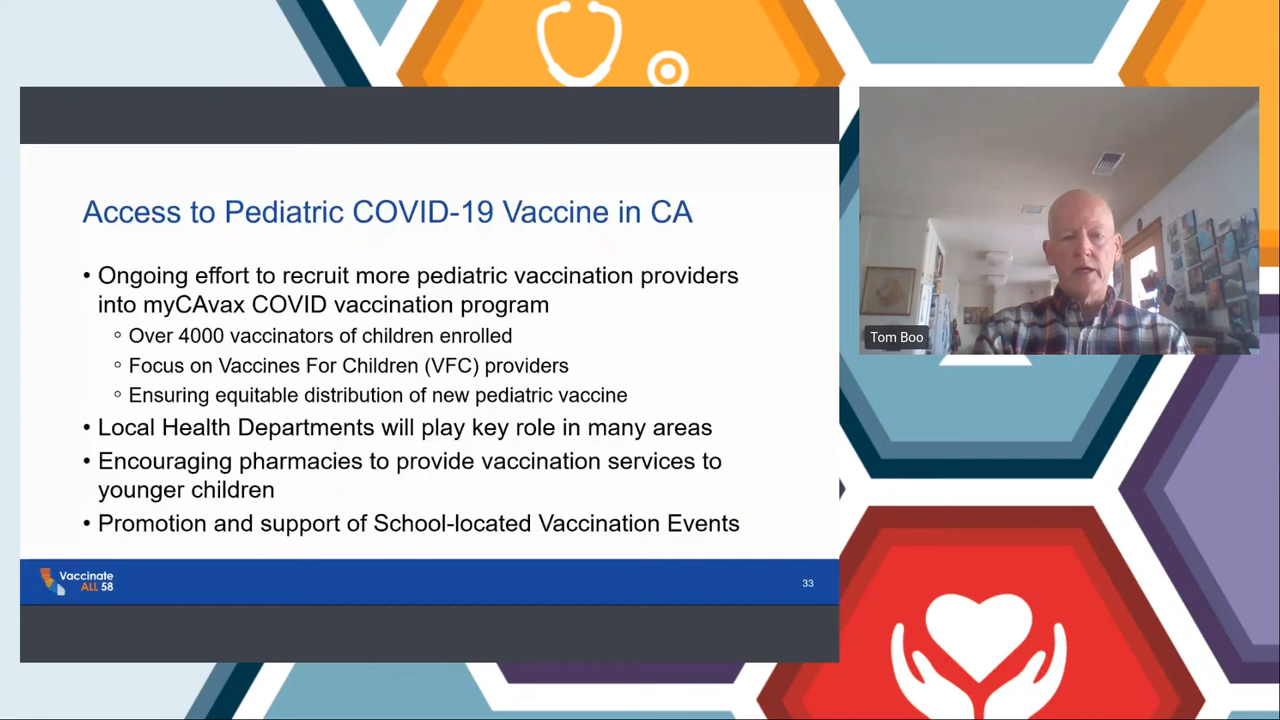 Access to Pediatric COVID-19 Vaccine in CA
• Ongoing effort to recruit more pediatric vaccination providers
into myCAvax COVID vaccination program
◦ Over 4000 vaccinators of children enrolled
◦ Focus on Vaccines For Children (VFC) providers
◦ Ensuring equitable distribution of new pediatric vaccine
• Local Health Departments will play key role in many areas
• Encouraging pharmacies to provide vaccination services to
younger children
• Promotion and support of School-located Vaccination Events
Vaccinate
ALL 58
33
Tom Boo